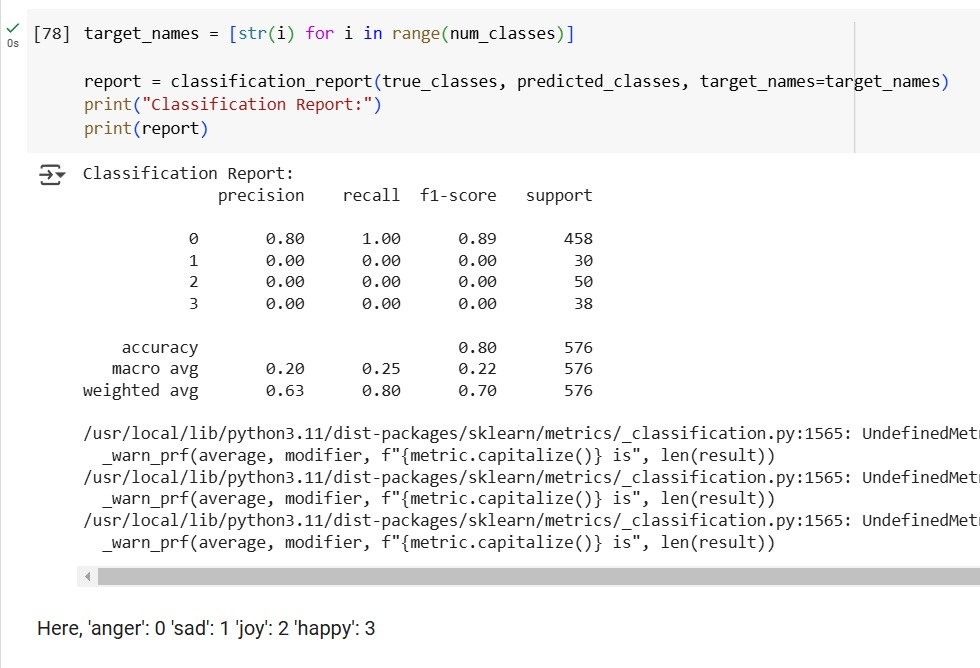 0s
[78] target_names = [str(i) for i in range(num_classes)]
report = classification_report(true_classes, predicted_classes, target_names=target_names)
print("Classification Report:")
print(report)
Classification Report:
precision recall f1-score support
0 0.80 1.00 0.89 458
1 0.00 0.00 0.00 30
2 0.00 0.00 0.00 50
3 0.00 0.00 0.00 38
accuracy 0.80 576
macro avg 0.20 0.25 0.22 576
weighted avg 0.63 0.80 0.70 576
/usr/local/lib/python3.11/dist-packages/sklearn/metrics/_classification.py:1565: UndefinedMet
_warn_prf(average, modifier, f"{metric.capitalize()} is", len(result))
/usr/local/lib/python3.11/dist-packages/sklearn/metrics/_classification.py:1565: UndefinedMet
_warn_prf(average, modifier, f"{metric.capitalize()} is", len(result))
/usr/local/lib/python3.11/dist-packages/sklearn/metrics/_classification.py:1565: UndefinedMet
_warn_prf(average, modifier, f"{metric.capitalize()} is", len(result))
Here, 'anger': 0 'sad': 1 'joy': 2 'happy': 3